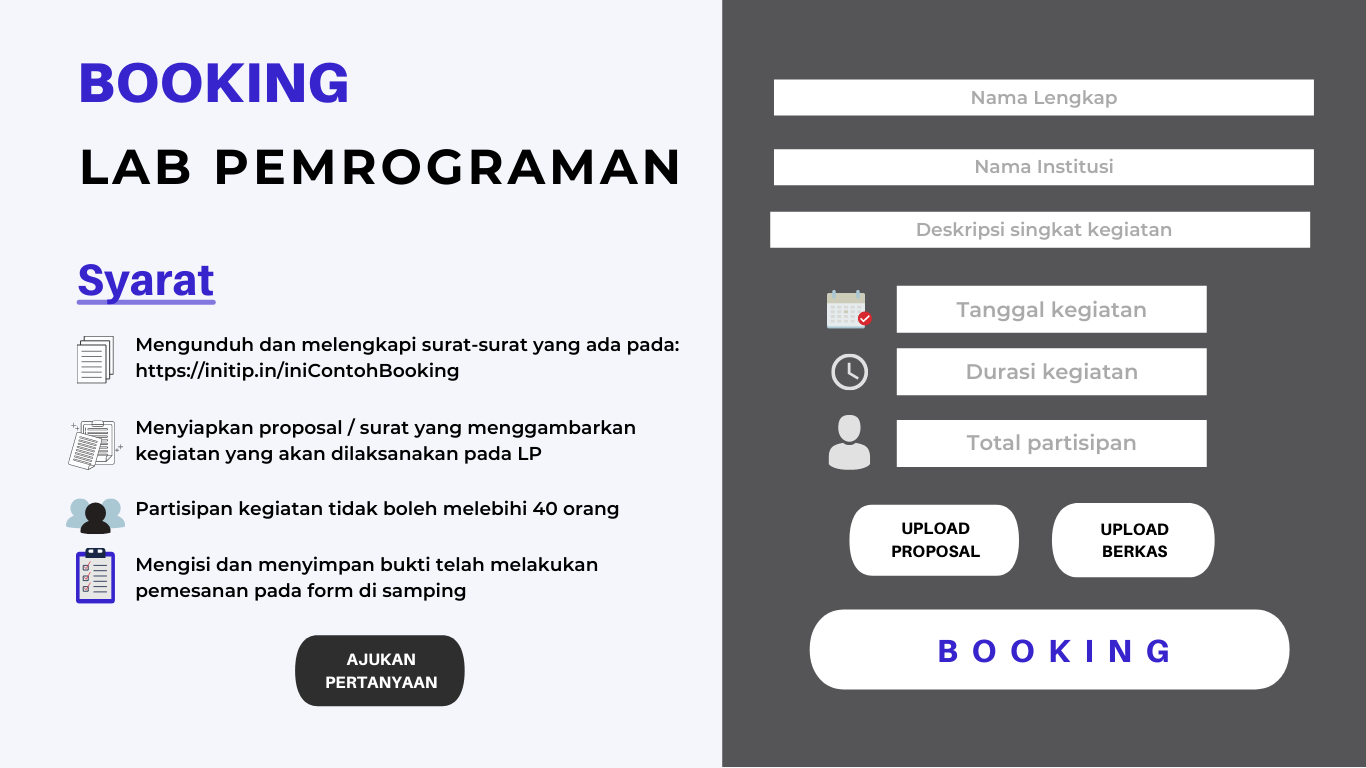 BOOKING
LAB PEMROGRAMAN
Syarat
Mengunduh dan melengkapi surat-surat yang ada pada:
https://initip.in/iniContohBooking
Menyiapkan proposal / surat yang menggambarkan
kegiatan yang akan dilaksanakan pada LP
Partisipan kegiatan tidak boleh melebihi 40 orang
Mengisi dan menyimpan bukti telah melakukan
pemesanan pada form di samping
AJUKAN
PERTANYAAN
Nama Lengkap
Nama Institusi
Deskripsi singkat kegiatan
Tanggal kegiatan
Durasi kegiatan
Total partisipan
UPLOAD
PROPOSAL
UPLOAD
BERKAS
BOOKING